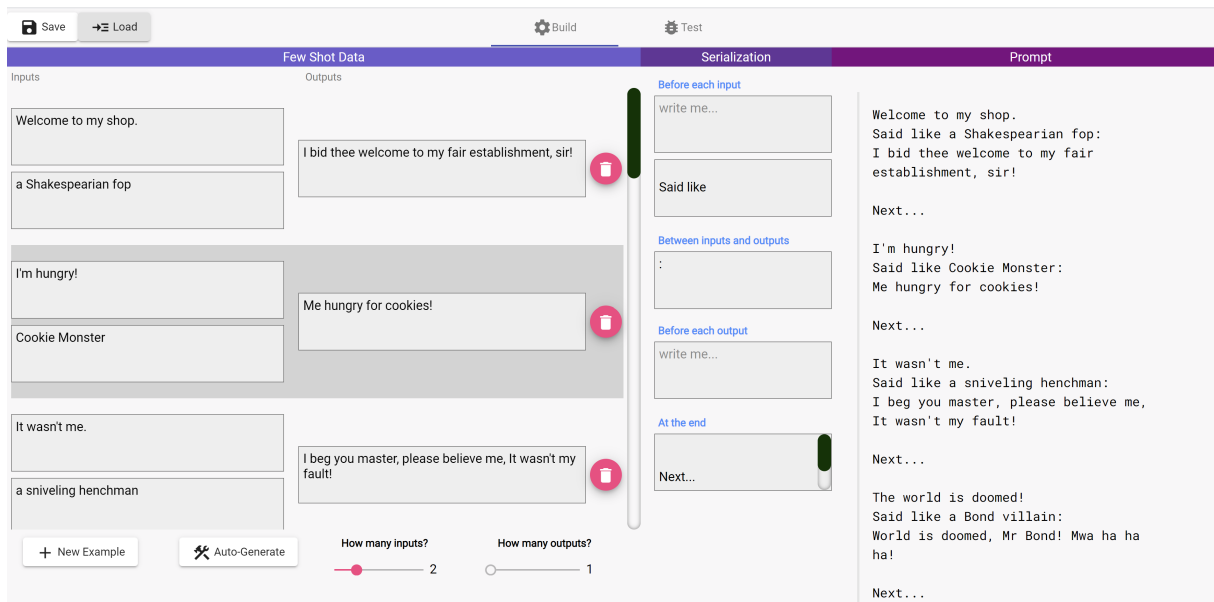 Save
Load
Build
Test
Few Shot Data
Serialization
Prompt
Inputs
Outputs
Welcome to my shop.
a Shakespearian fop
I bid thee welcome to my fair establishment, sir!
I'm hungry!
Cookie Monster
Me hungry for cookies!
It wasn't me.
a sniveling henchman
I beg you master, please believe me, It wasn't my
fault!
New Example
Auto-Generate
How many inputs?
2
How many outputs?
1
Before each input
write me...
Said like
Between inputs and outputs
:
Before each output
write me...
At the end
Next...
Welcome to my shop.
Said like a Shakespearian fop:
I bid thee welcome to my fair
establishment, sir!
Next...
I'm hungry!
Said like Cookie Monster:
Me hungry for cookies!
Next...
It wasn't me.
Said like a sniveling henchman:
I beg you master, please believe me,
It wasn't my fault!
Next...
The world is doomed!
Said like a Bond villain:
World is doomed, Mr Bond! Mwa ha ha
ha!
Next...